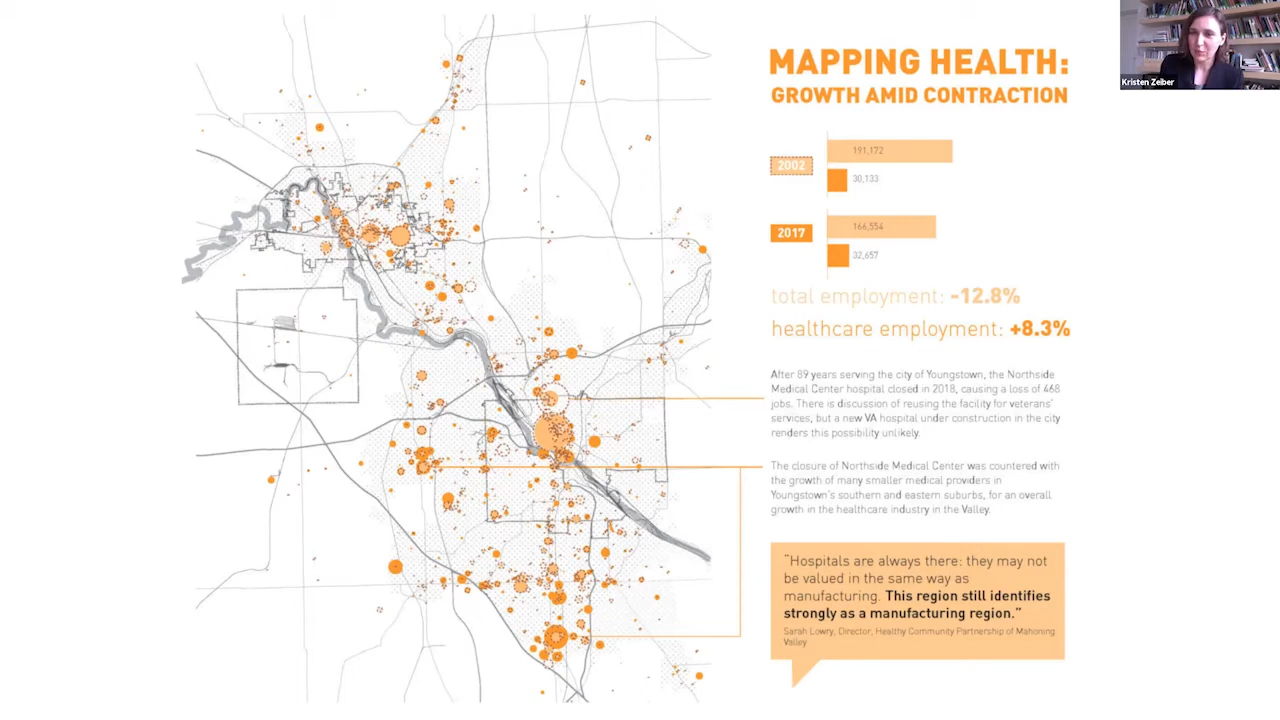 MAPPING HEALTH:
GROWTH AMID CONTRACTION
Kristen Zeiber
2002
191,172
30,133
2017
166,554
32,657
total employment: -12.8%
healthcare employment: +8.3%
After 89 years serving the city of Youngstown, the Northside
Medical Center hospital closed in 2018, causing a loss of 468
jobs. There is discussion of reusing the facility for veterans'
services, but a new VA hospital under construction in the city
renders this possibility unlikely.
The closure of Northside Medical Center was countered with
the growth of many smaller medical providers in
Youngstown's southern and eastern suburbs, for an overall
growth in the healthcare industry in the Valley.
"Hospitals are always there: they may not
be valued in the same way as
manufacturing. This region still identifies
strongly as a manufacturing region."
Sarah Lowry, Director, Healthy Community Partnership of Mahoning
Valley